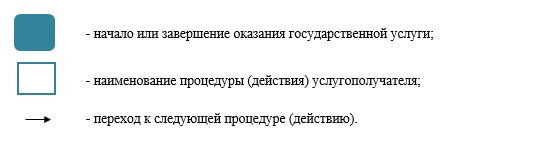 - начало или завершение оказания государственной услуги;
- наименование процедуры (действия) услугополучателя;
- переход к следующей процедуре (действию).